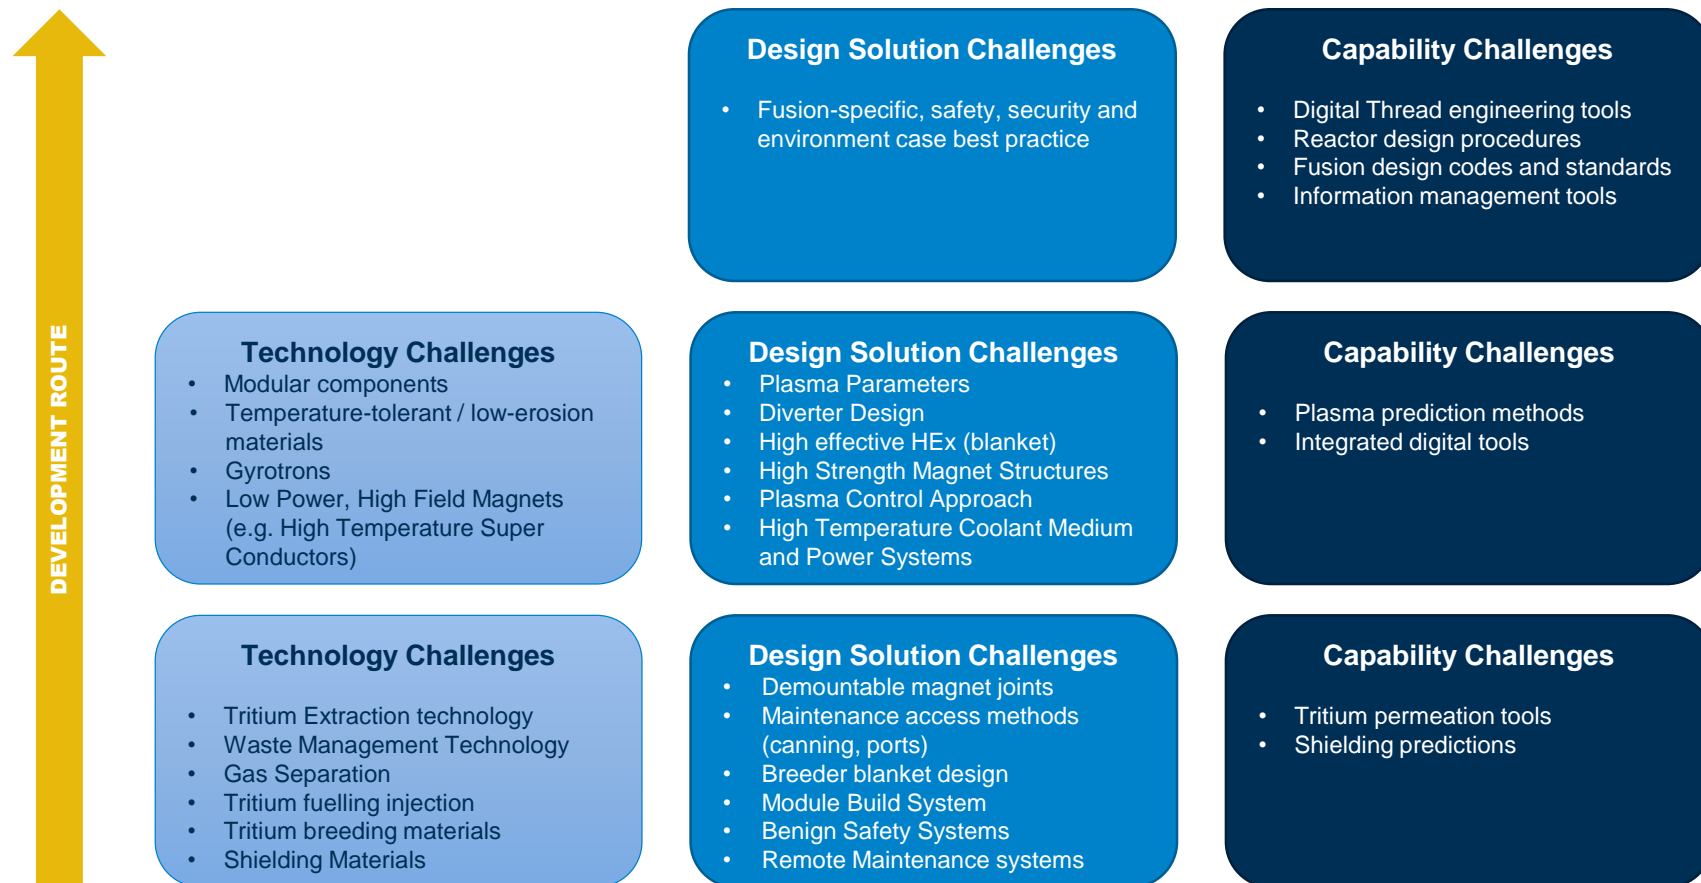 DEVELOPMENT ROUTE
Design Solution Challenges
• Fusion-specific, safety, security and
environment case best practice
Capability Challenges
• Digital Thread engineering tools
• Reactor design procedures
• Fusion design codes and standards
• Information management tools
Technology Challenges
• Modular components
• Temperature-tolerant / low-erosion
materials
• Gyrotrons
• Low Power, High Field Magnets
(e.g. High Temperature Super
Conductors)
Design Solution Challenges
• Plasma Parameters
• Diverter Design
• High effective HEx (blanket)
• High Strength Magnet Structures
• Plasma Control Approach
• High Temperature Coolant Medium
and Power Systems
Capability Challenges
• Plasma prediction methods
• Integrated digital tools
Technology Challenges
• Tritium Extraction technology
• Waste Management Technology
• Gas Separation
• Tritium fuelling injection
• Tritium breeding materials
• Shielding Materials
Design Solution Challenges
• Demountable magnet joints
• Maintenance access methods
(canning, ports)
• Breeder blanket design
• Module Build System
• Benign Safety Systems
• Remote Maintenance systems
Capability Challenges
• Tritium permeation tools
• Shielding predictions